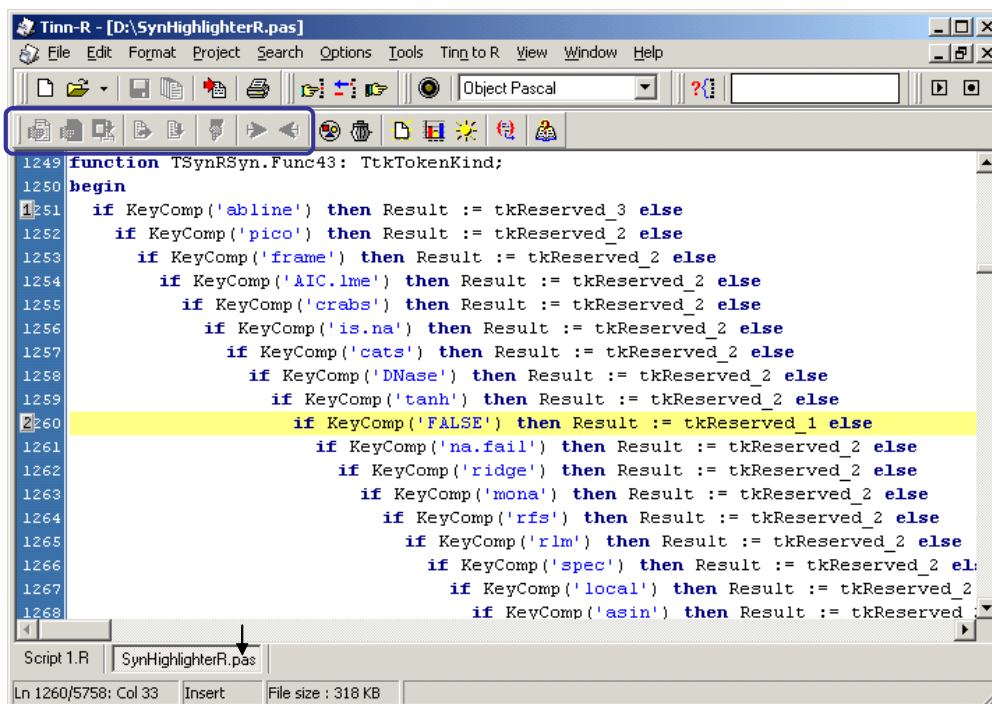 Tinn-R - [D:\SynHighlighterR.pas]
File Edit Format Project Search Options Tools Tinn to R View Window Help
Object Pascal
?{
1249 function TSynRSyn.Func43: TtkTokenKind;
1250 begin
1251 if KeyComp('abline') then Result := tkReserved_3 else
1252 if KeyComp('pico') then Result := tkReserved_2 else
1253 if KeyComp('frame') then Result := tkReserved_2 else
1254 if KeyComp('AIC.lme') then Result := tkReserved_2 else
1255 if KeyComp('crabs') then Result := tkReserved_2 else
1256 if KeyComp('is.na') then Result := tkReserved_2 else
1257 if KeyComp('cats') then Result := tkReserved_2 else
1258 if KeyComp('DNase') then Result := tkReserved_2 else
1259 if KeyComp('tanh') then Result := tkReserved_2 else
2260 if KeyComp('FALSE') then Result := tkReserved_1 else
1261 if KeyComp('na.fail') then Result := tkReserved_2 else
1262 if KeyComp('ridge') then Result := tkReserved_2 else
1263 if KeyComp('mona') then Result := tkReserved_2 else
1264 if KeyComp('rfs') then Result := tkReserved_2 else
1265 if KeyComp('rlm') then Result := tkReserved_2 else
1266 if KeyComp('spec') then Result := tkReserved_2 el
1267 if KeyComp('local') then Result := tkReserved_2
1268 if KeyComp('asin') then Result := tkReserved
Script 1.R SynHighlighterR.pas
Ln 1260/5758: Col 33 Insert File size : 318 KB